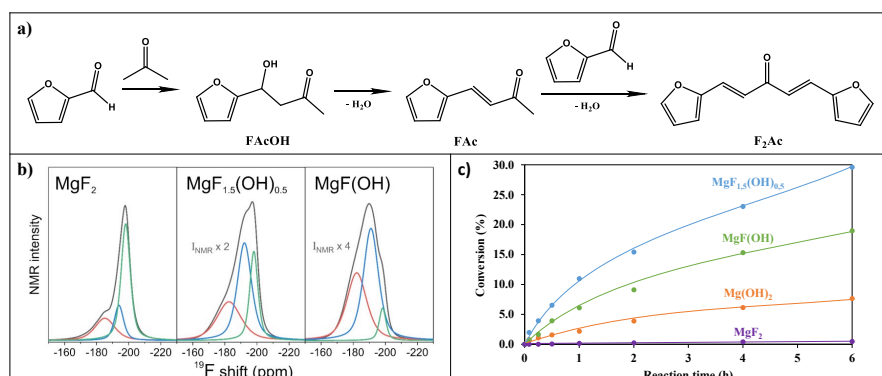 a)
O
O
H
O
OH
O
O
FAcOH
- H₂O
O
O
FAc
O
O
H
- H₂O
O
O
O
F₂Ac
b)
MgF₂
MgF₁.₅(OH)₀.₅
MgF(OH)
I_NMR x 2
I_NMR x 4
NMR intensity
-160 -180 -200 -220
-160 -180 -200 -220
-160 -180 -200 -220
¹⁹F shift (ppm)
c)
30.0
25.0
20.0
15.0
10.0
5.0
0.0
Conversion (%)
MgF₁.₅(OH)₀.₅
MgF(OH)
Mg(OH)₂
MgF₂
0 1 2 3 4 5 6
Reaction time (h)